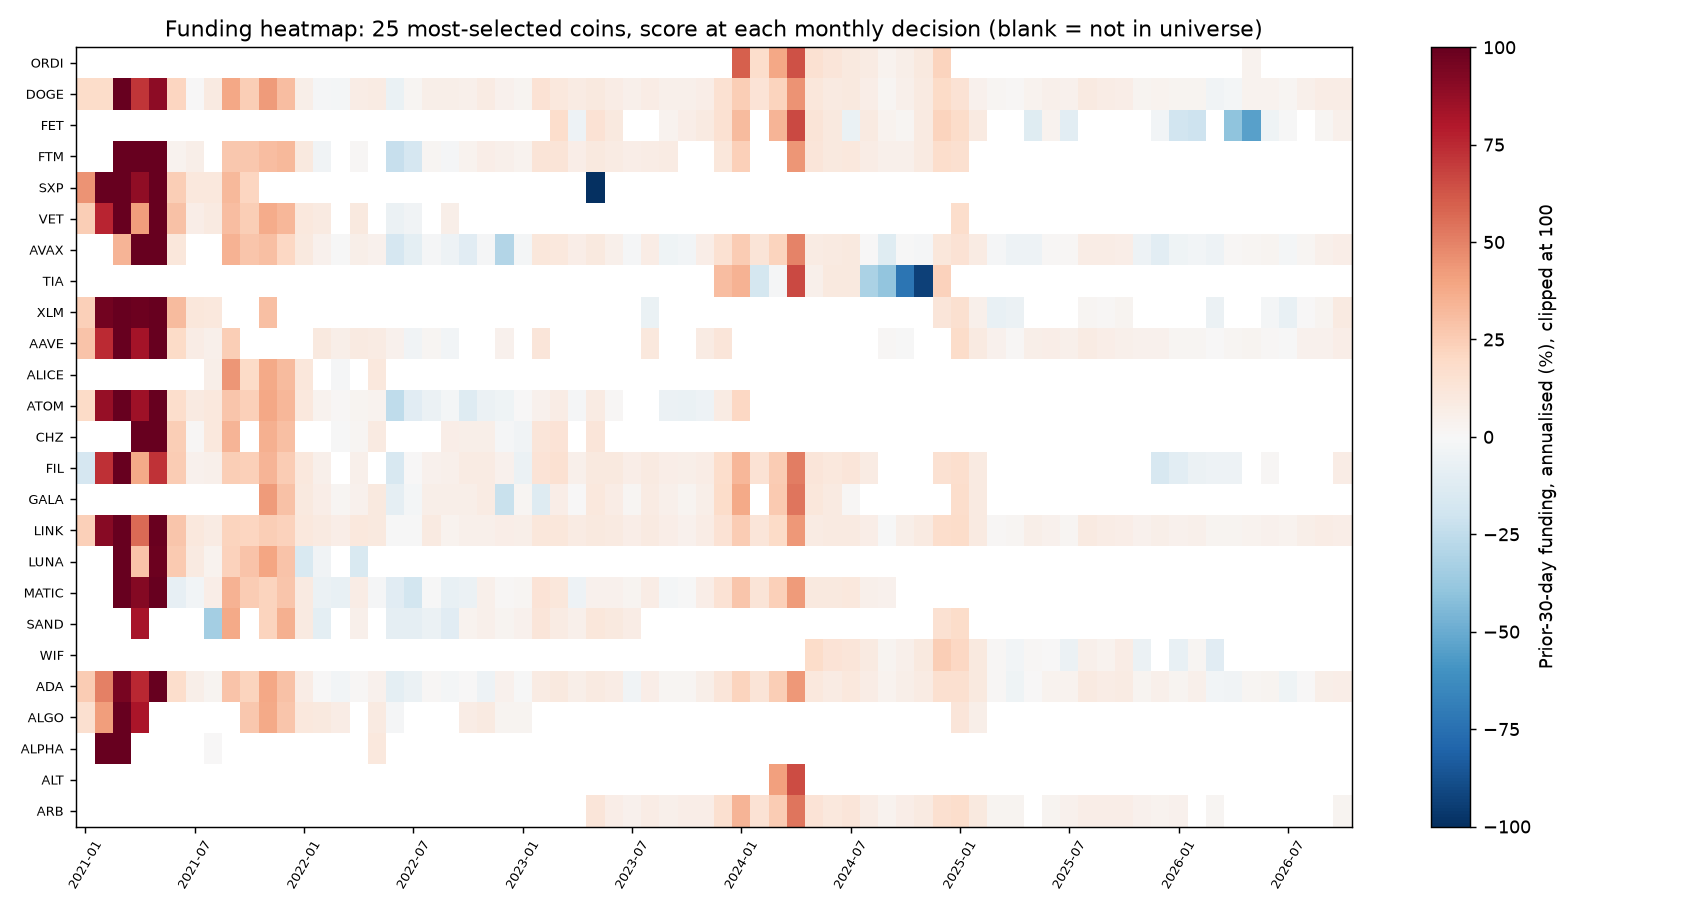 Funding heatmap: 25 most-selected coins, score at each monthly decision (blank = not in universe)
ORDI
DOGE
FET
FTM
SXP
VET
AVAX
TIA
XLM
AAVE
ALICE
ATOM
CHZ
FIL
GALA
LINK
LUNA
MATIC
SAND
WIF
ADA
ALGO
ALPHA
ALT
ARB
2021-01
2021-07
2022-01
2022-07
2023-01
2023-07
2024-01
2024-07
2025-01
2025-07
2026-01
2026-07
100
75
50
25
0
−25
−50
−75
−100
Prior-30-day funding, annualised (%), clipped at 100